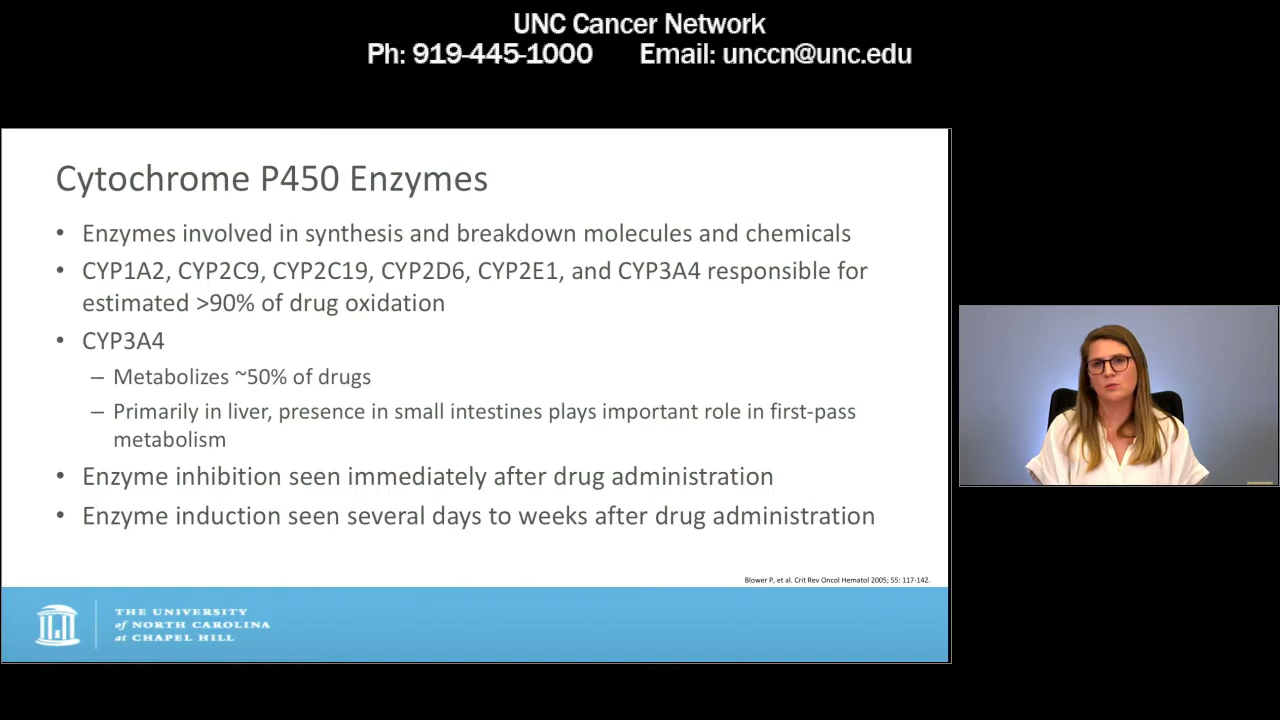 UNC Cancer Network
Ph: 919-445-1000 Email: unccn@unc.edu
Cytochrome P450 Enzymes
• Enzymes involved in synthesis and breakdown molecules and chemicals
• CYP1A2, CYP2C9, CYP2C19, CYP2D6, CYP2E1, and CYP3A4 responsible for
estimated >90% of drug oxidation
• CYP3A4
– Metabolizes ~50% of drugs
– Primarily in liver, presence in small intestines plays important role in first-pass
metabolism
• Enzyme inhibition seen immediately after drug administration
• Enzyme induction seen several days to weeks after drug administration
Blower P, et al. Crit Rev Oncol Hematol 2005; 55: 117-142.
THE UNIVERSITY
of NORTH CAROLINA
at CHAPEL HILL